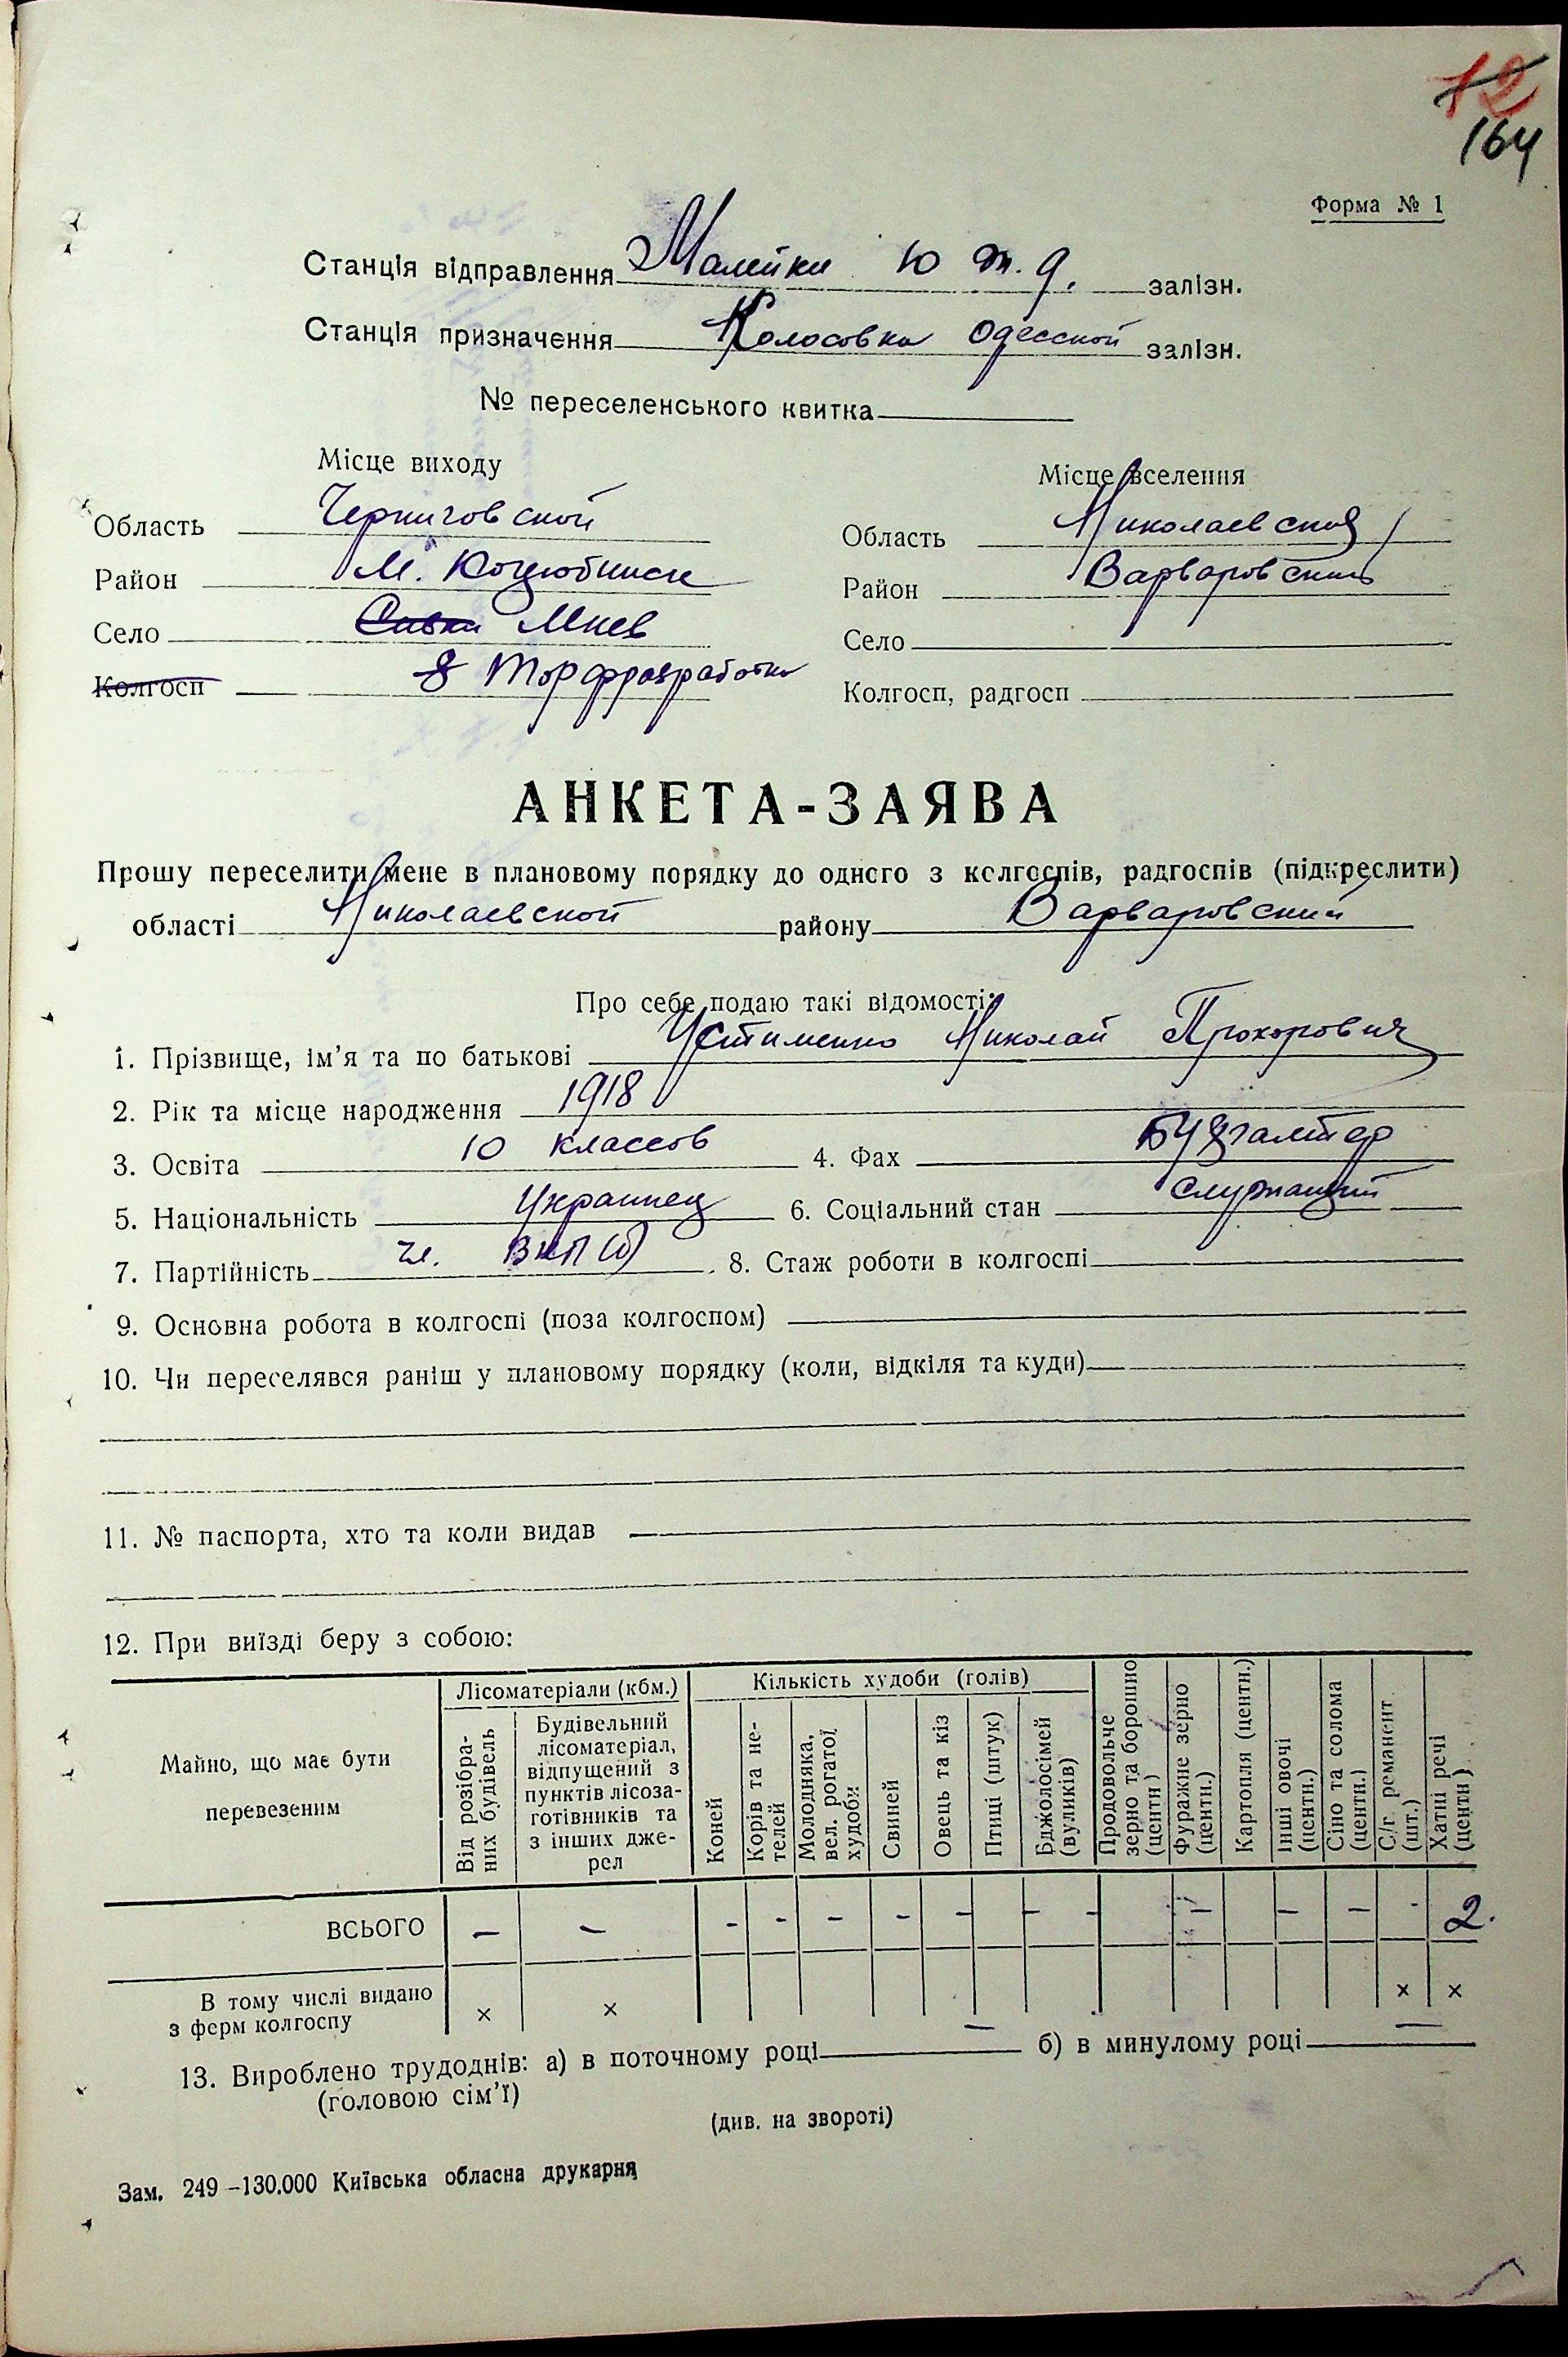 12
164
Форма № 1
Станція відправлення Малейки Ю ж. д. залізн.
Станція призначення Колосовка Одесской залізн.
№ переселенського квитка
Місце виходу
Область Черниговской
Район М. Коцюбинск
Село Мнев
Колгосп Торфразработка
Місце вселення
Область Николаевская
Район Варваровский
Село
Колгосп, радгосп
АНКЕТА-ЗАЯВА
Прошу переселити мене в плановому порядку до одного з колгоспів, радгоспів (підкреслити)
області Николаевской району Варваровский
Про себе подаю такі відомості:
1. Прізвище, ім'я та по батькові Устименко Николай Прохорович
2. Рік та місце народження 1918
3. Освіта 10 классов 4. Фах Бухгалтер
5. Національність Украинец 6. Соціальний стан служащий
7. Партійність чл. ВКП(б) 8. Стаж роботи в колгоспі
9. Основна робота в колгоспі (поза колгоспом)
10. Чи переселявся раніш у плановому порядку (коли, відкіля та куди)
11. № паспорта, хто та коли видав
12. При виїзді беру з собою:
Майно, що має бути перевезеним
Лісоматеріали (кбм.)
Від розібраних будівель
Будівельний лісоматеріал, відпущений з пунктів лісозаготівників та з інших джерел
Кількість худоби (голів)
Коней
Корів та нетелей
Молодняка, вел. рогатої худоби
Свиней
Овець та кіз
Птиці (штук)
Бджолосімей (вуликів)
Продовольче зерно та борошно (центн)
Фуражне зерно (центн.)
Картопля (центн.)
Інші овочі (центн.)
Сіно та солома (центн.)
С/г. реманент (шт.)
Хатні речі (центн)
ВСЬОГО — — - - - - - - - - - - - 2.
В тому числі видано з ферм колгоспу × × × ×
13. Вироблено трудоднів: а) в поточному році — б) в минулому році —
(головою сім'ї)
(див. на звороті)
Зам. 249—130.000 Київська обласна друкарня